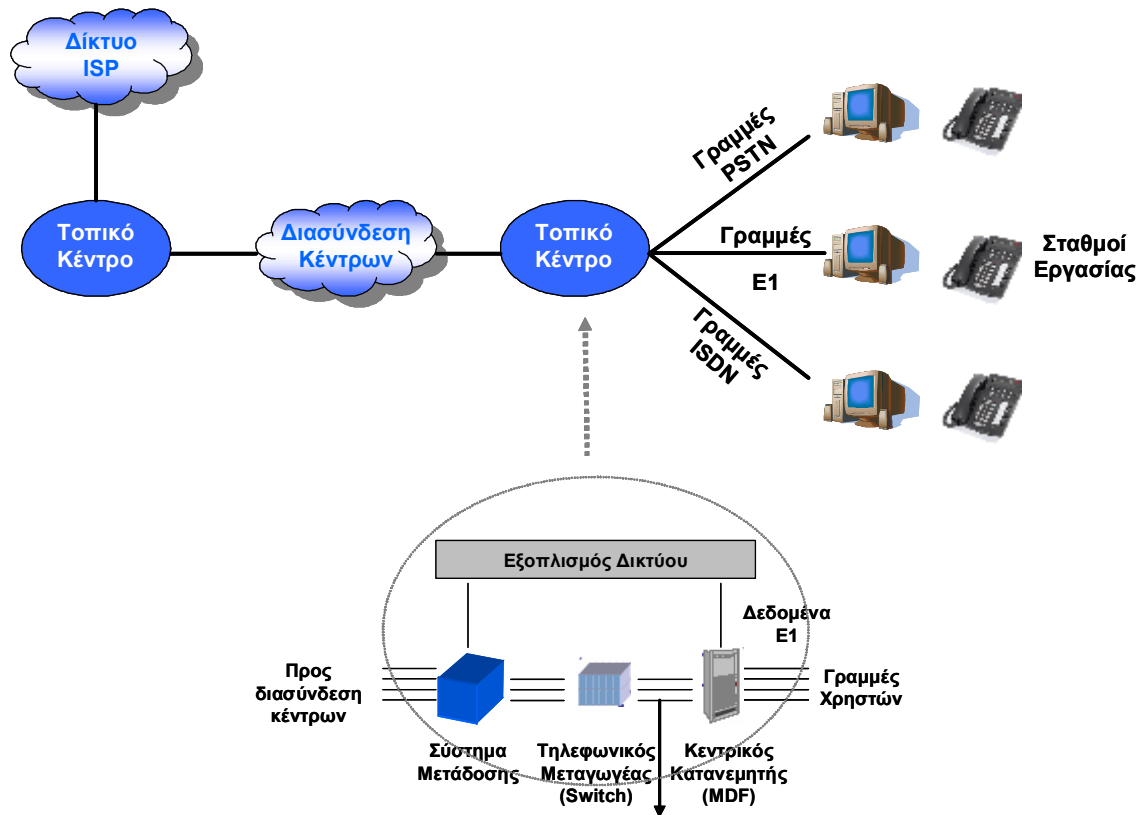 Δίκτυο
ISP
Τοπικό
Κέντρο
Διασύνδεση
Κέντρων
Τοπικό
Κέντρο
Γραμμές
PSTN
Γραμμές
E1
Γραμμές
ISDN
Σταθμοί
Εργασίας
Εξοπλισμός Δικτύου
Δεδομένα
E1
Προς
διασύνδεση
κέντρων
Γραμμές
Χρηστών
Σύστημα
Μετάδοσης
Τηλεφωνικός
Μεταγωγέας
(Switch)
Κεντρικός
Κατανεμητής
(MDF)